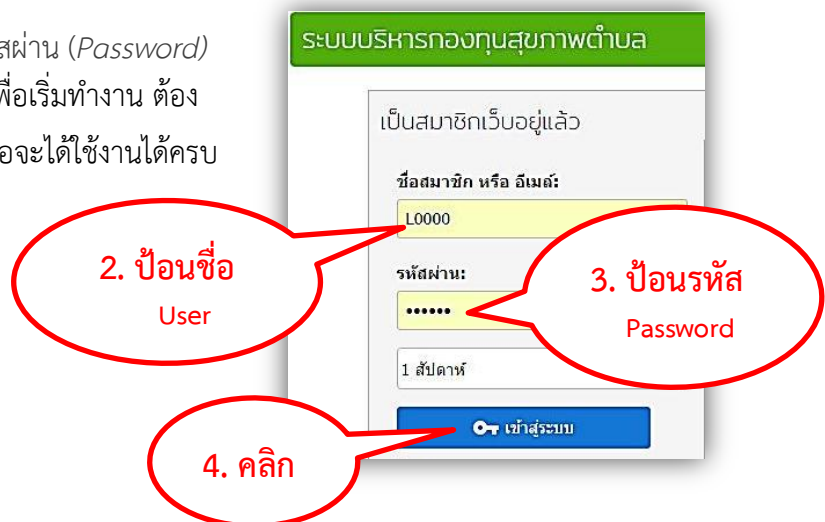 สผ่าน (Password)
พื่อเริ่มทำงาน ต้อง
อจะได้ใช้งานได้ครบ
ระบบบริหารกองทุนสุขภาพตำบล
เป็นสมาชิกเว็บอยู่แล้ว
ชื่อสมาชิก หรือ อีเมล์:
L0000
2. ป้อนชื่อ
User
รหัสผ่าน:
••••••
3. ป้อนรหัส
Password
1 สัปดาห์
เข้าสู่ระบบ
4. คลิก